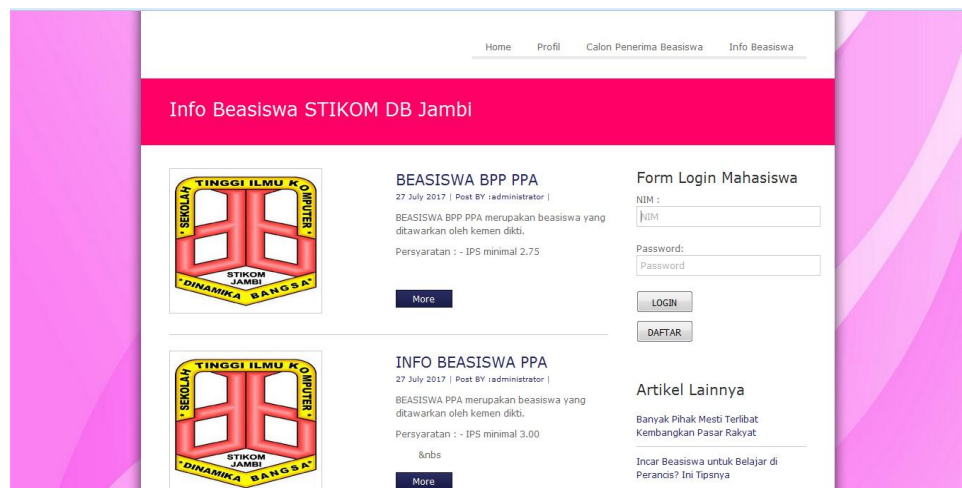 Home Profil Calon Penerima Beasiswa Info Beasiswa
Info Beasiswa STIKOM DB Jambi
SEKOLAH TINGGI ILMU KOMPUTER
STIKOM
JAMBI
"DINAMIKA BANGSA"
BEASISWA BPP PPA
27 July 2017 | Post BY :administrator |
BEASISWA BPP PPA merupakan beasiswa yang
ditawarkan oleh kemen dikti.
Persyaratan : - IPS minimal 2.75
More
SEKOLAH TINGGI ILMU KOMPUTER
STIKOM
JAMBI
"DINAMIKA BANGSA"
INFO BEASISWA PPA
27 July 2017 | Post BY :administrator |
BEASISWA PPA merupakan beasiswa yang
ditawarkan oleh kemen dikti.
Persyaratan : - IPS minimal 3.00
&nbs
More
Form Login Mahasiswa
NIM :
NIM
Password:
Password
LOGIN
DAFTAR
Artikel Lainnya
Banyak Pihak Mesti Terlibat
Kembangkan Pasar Rakyat
Incar Beasiswa untuk Belajar di
Perancis? Ini Tipsnya